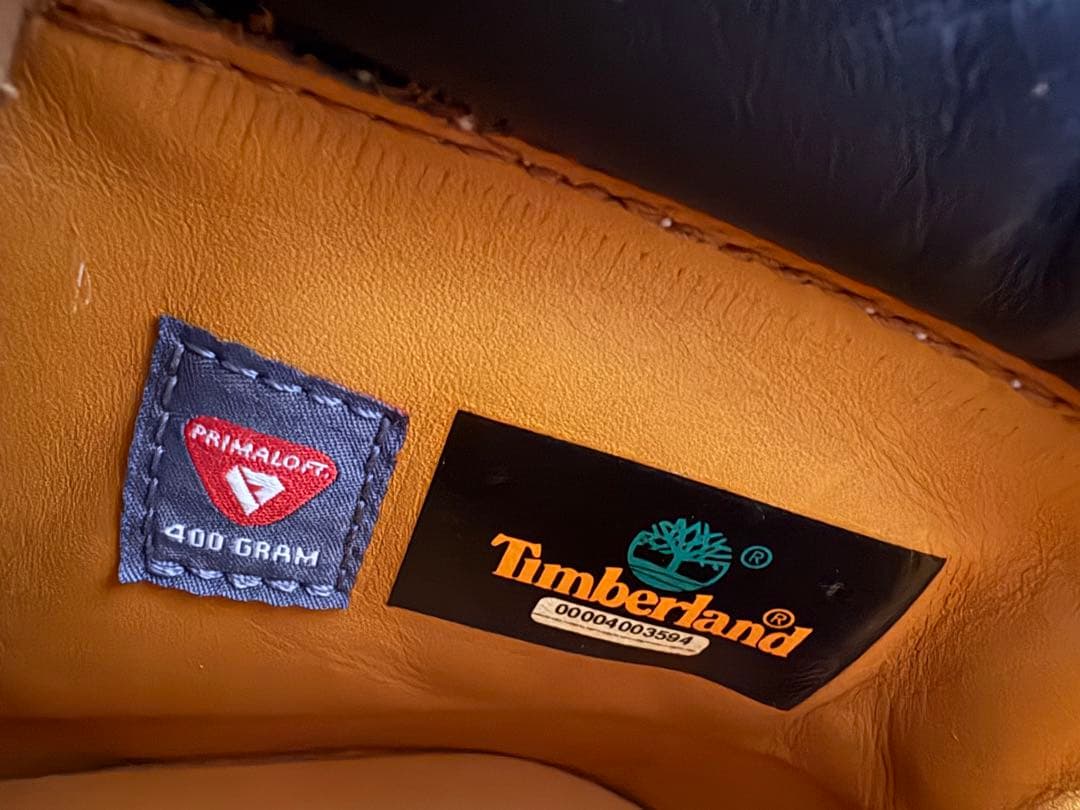 PRIMALOFT®
400 GRAM
Timberland®
®
00004003594